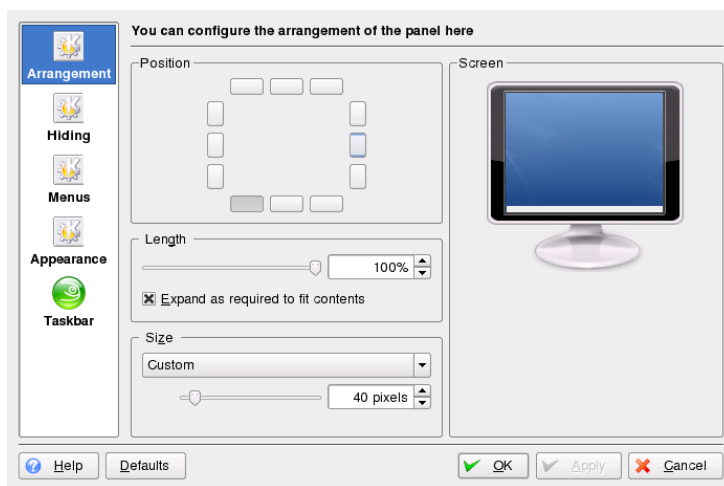 You can configure the arrangement of the panel here
Arrangement
Hiding
Menus
Appearance
Taskbar
Position
Screen
Length
100%
Expand as required to fit contents
Size
Custom
40 pixels
Help
Defaults
OK
Apply
Cancel